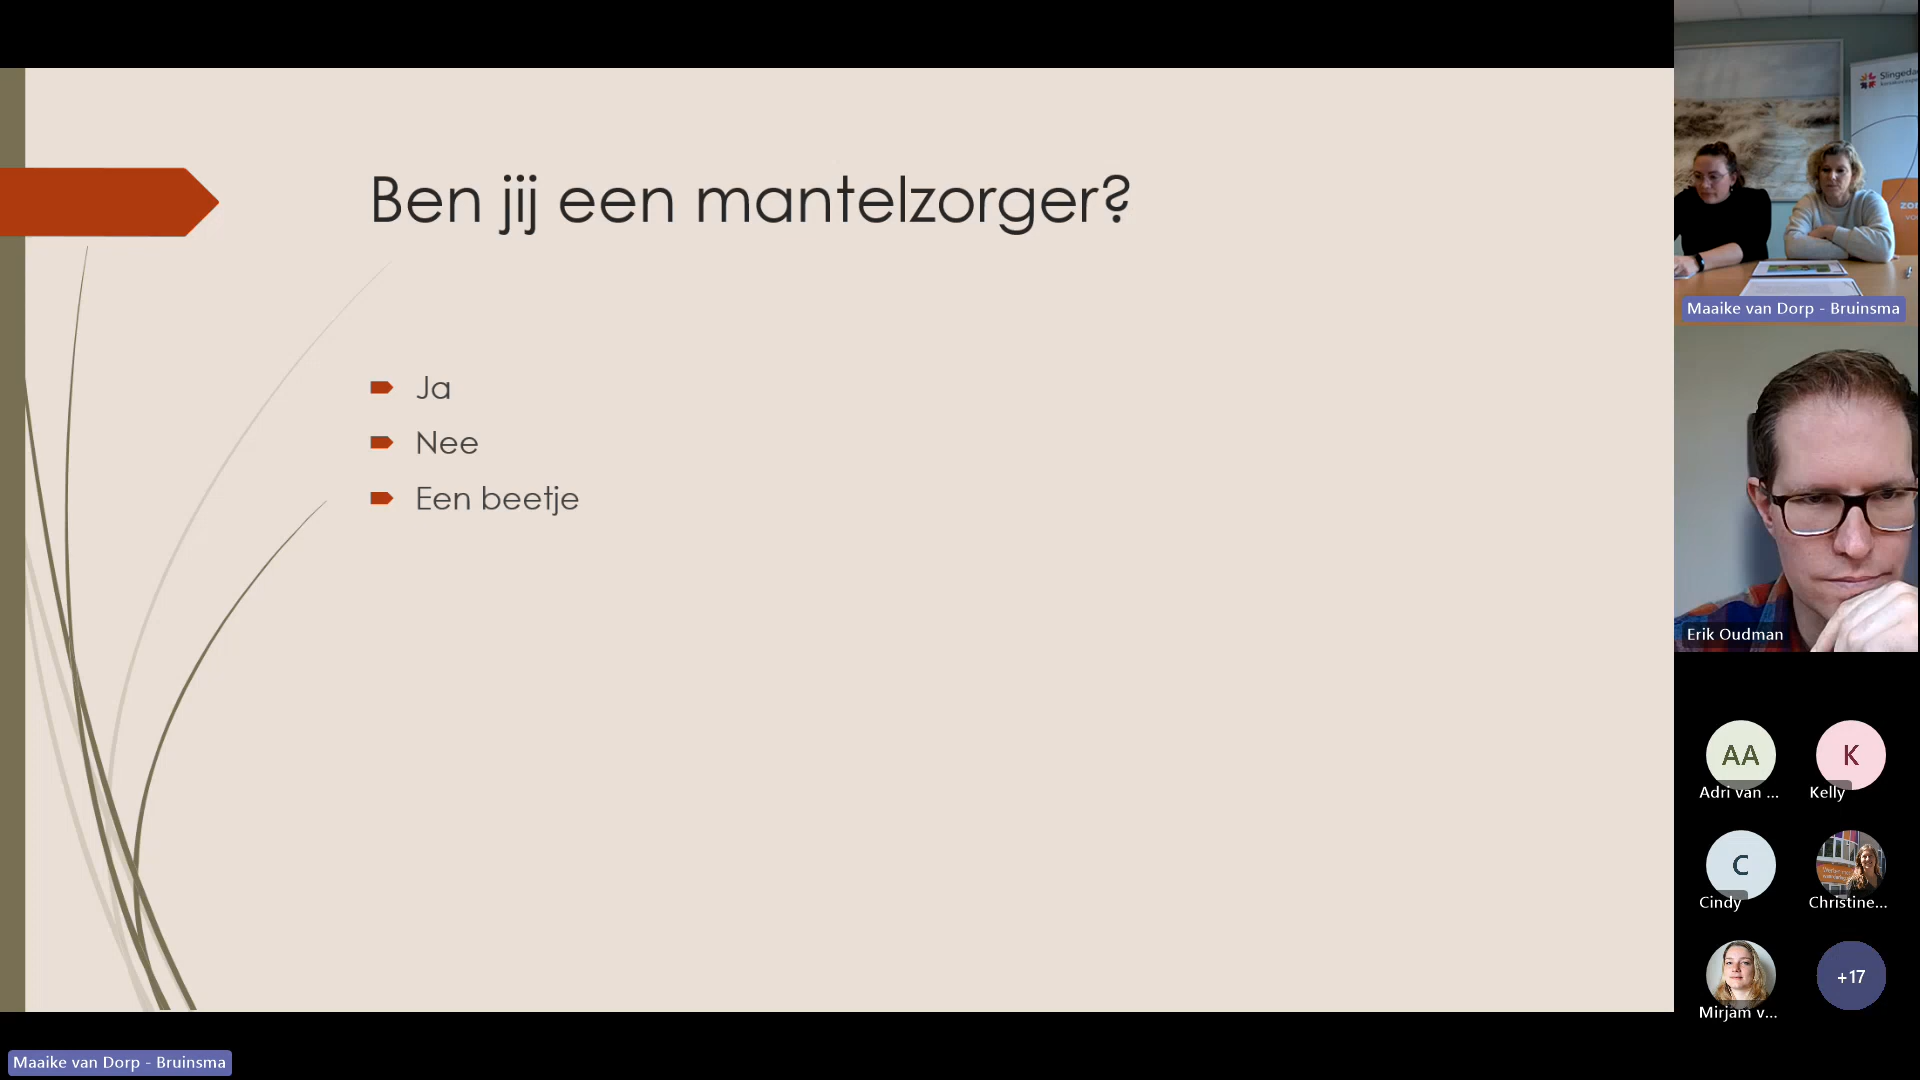 Ben jij een mantelzorger?
Ja
Nee
Een beetje
Maaike van Dorp - Bruinsma
Erik Oudman
AA
Adri van ...
K
Kelly
C
Cindy
Christine...
Mirjam v...
+17
Maaike van Dorp - Bruinsma